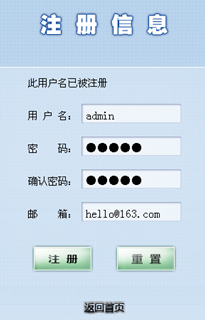 注册信息
此用户名已被注册
用 户 名： admin
密 码： ●●●●●
确认密码： ●●●●●
邮 箱： hello@163.com
注 册 重 置
返回首页